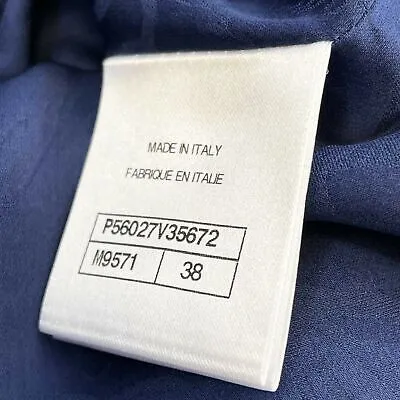 MADE IN ITALY
FABRIQUE EN ITALIE
P56027V35672
M9571 38